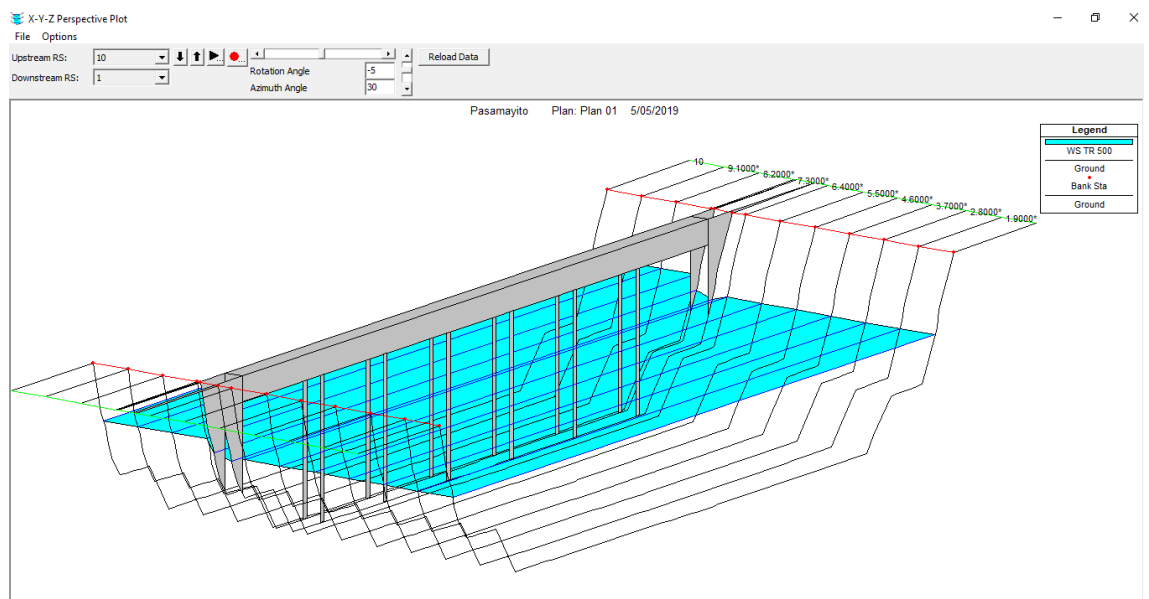 X-Y-Z Perspective Plot
File Options
Upstream RS: 10
Downstream RS: 1
Rotation Angle -5
Azimuth Angle 30
Reload Data
Pasamayito Plan: Plan 01 5/05/2019
Legend
WS TR 500
Ground
Bank Sta
Ground
10
9.1000*
8.2000*
7.3000*
6.4000*
5.5000*
4.6000*
3.7000*
2.8000*
1.9000*